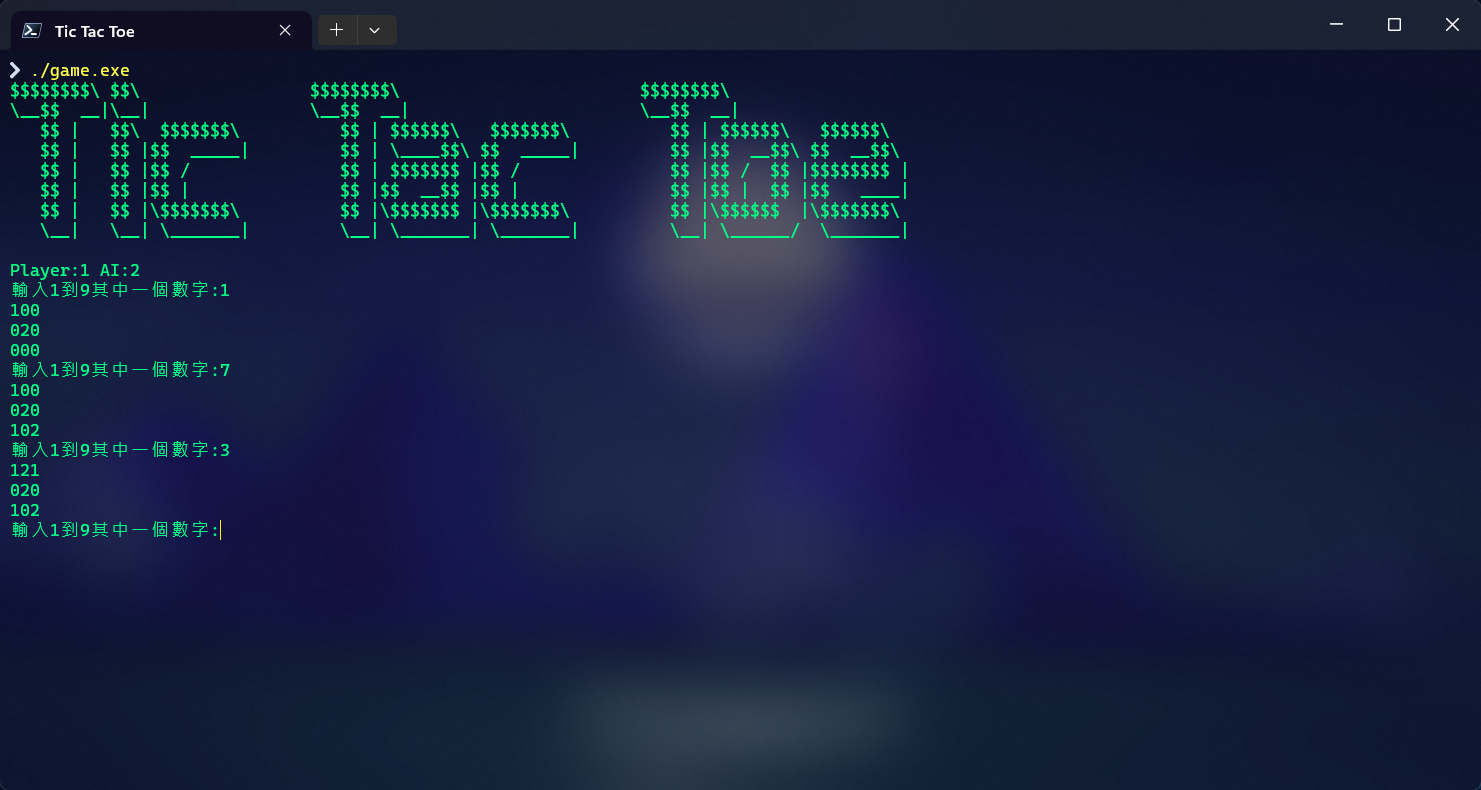 Tic Tac Toe
./game.exe
$$$$$$$$\ $$\                 $$$$$$$$\                        $$$$$$$$\
\__$$  __|\__|                \__$$  __|                       \__$$  __|
   $$ |   $$\  $$$$$$$\          $$ | $$$$$$\   $$$$$$$\          $$ | $$$$$$\   $$$$$$\
   $$ |   $$ |$$  _____|         $$ | \____$$\ $$  _____|         $$ |$$  __$$\ $$  __$$\
   $$ |   $$ |$$ /               $$ | $$$$$$$ |$$ /               $$ |$$ /  $$ |$$$$$$$$ |
   $$ |   $$ |$$ |               $$ |$$  __$$ |$$ |               $$ |$$ |  $$ |$$   ____|
   $$ |   $$ |\$$$$$$$\          $$ |\$$$$$$$ |\$$$$$$$\          $$ |\$$$$$$  |\$$$$$$$\
   \__|   \__| \_______|         \__| \_______| \_______|         \__| \______/  \_______|
Player:1 AI:2
輸入1到9其中一個數字:1
100
020
000
輸入1到9其中一個數字:7
100
020
102
輸入1到9其中一個數字:3
121
020
102
輸入1到9其中一個數字: